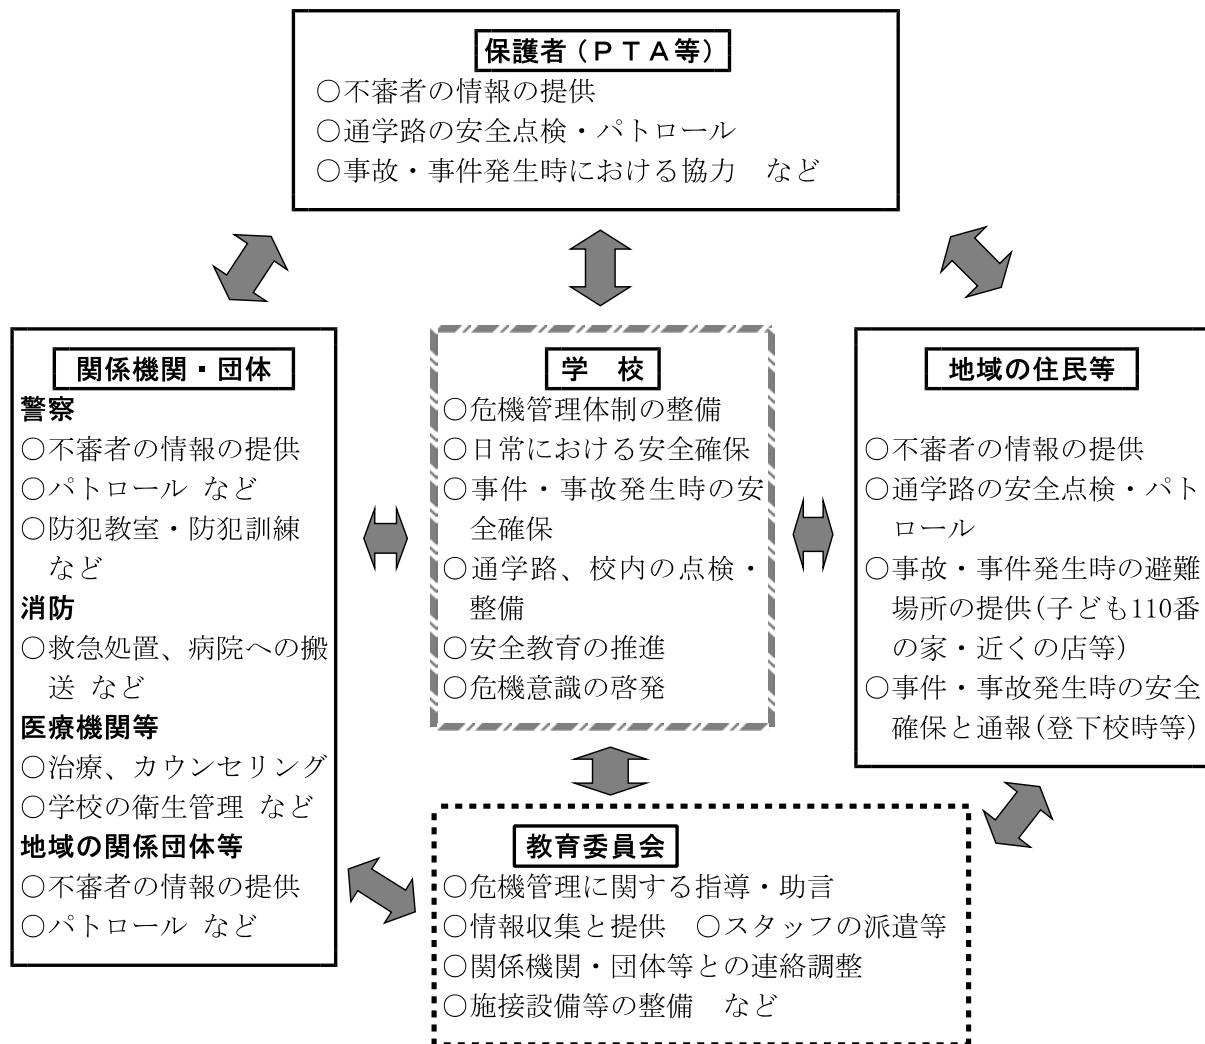 保護者（ＰＴＡ等）
○不審者の情報の提供
○通学路の安全点検・パトロール
○事故・事件発生時における協力　など
関係機関・団体
警察
○不審者の情報の提供
○パトロール など
○防犯教室・防犯訓練
など
消防
○救急処置、病院への搬
送 など
医療機関等
○治療、カウンセリング
○学校の衛生管理 など
地域の関係団体等
○不審者の情報の提供
○パトロール など
学　校
○危機管理体制の整備
○日常における安全確保
○事件・事故発生時の安
全確保
○通学路、校内の点検・
整備
○安全教育の推進
○危機意識の啓発
地域の住民等
○不審者の情報の提供
○通学路の安全点検・パト
ロール
○事故・事件発生時の避難
場所の提供(子ども110番
の家・近くの店等)
○事件・事故発生時の安全
確保と通報(登下校時等)
教育委員会
○危機管理に関する指導・助言
○情報収集と提供　○スタッフの派遣等
○関係機関・団体等との連絡調整
○施接設備等の整備　など